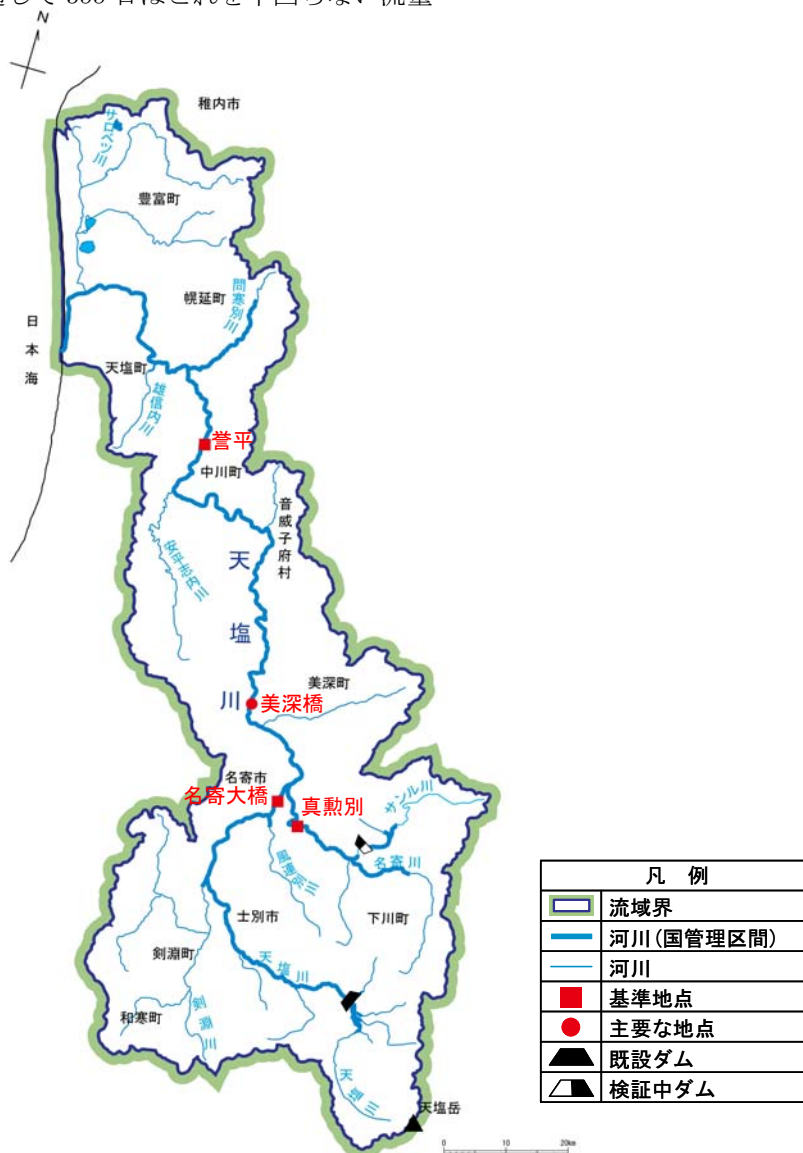 N
稚内市
サロベツ川
豊富町
幌延町
問寒別川
日本海
天塩町
雄信内川
誉平
中川町
音威子府村
安平志内川
天塩川
美深町
美深橋
名寄市
名寄大橋
真勲別
サンル川
名寄川
風連別川
士別市
下川町
剣淵町
天塩川
和寒町
剣淵川
天塩川
天塩岳
0 10 20km
凡 例
流域界
河川(国管理区間)
河川
基準地点
主要な地点
既設ダム
検証中ダム